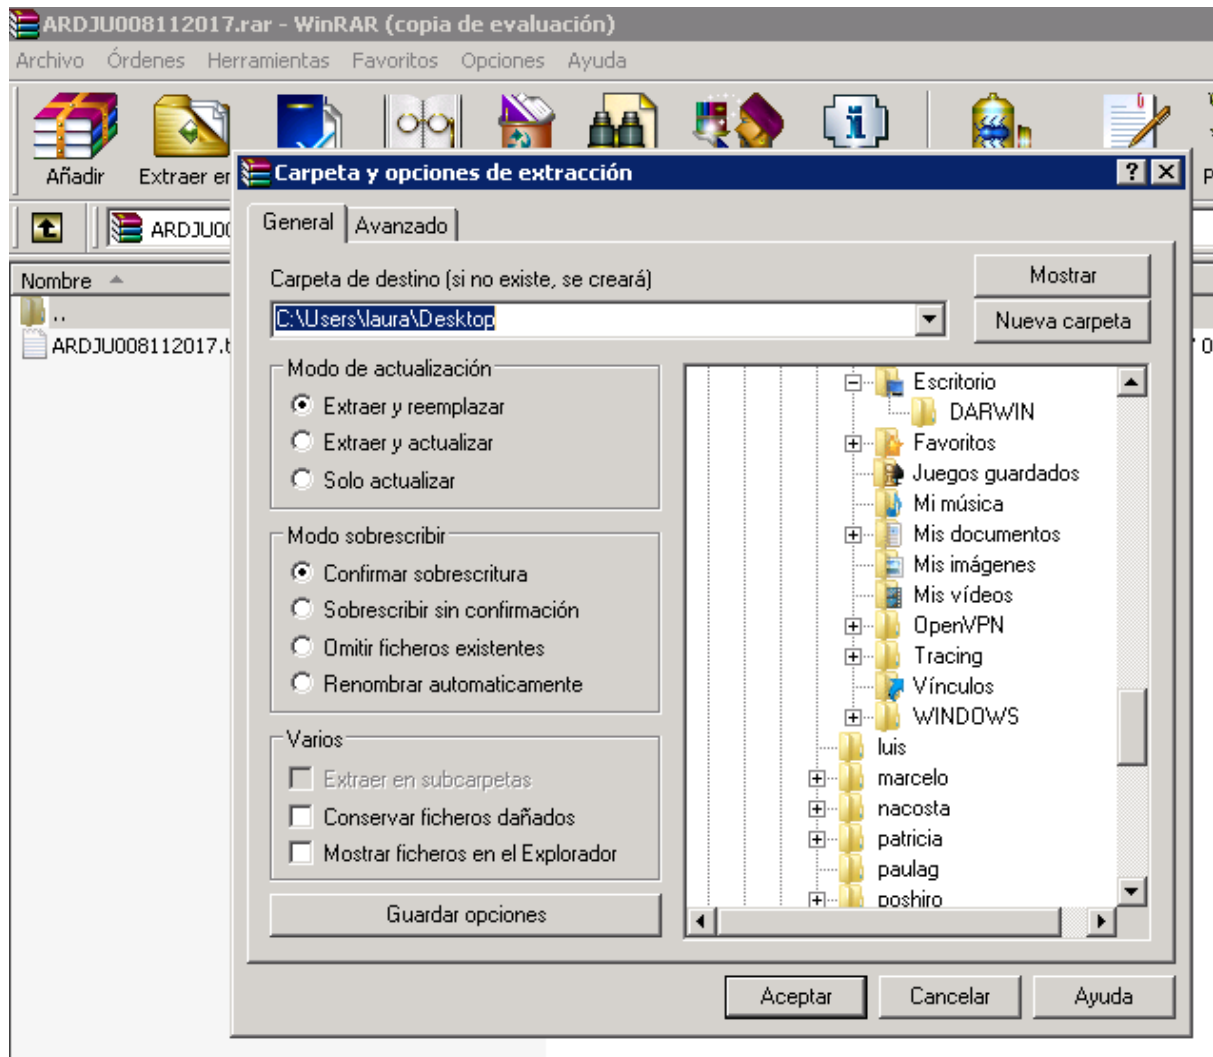 ARDJU008112017.rar - WinRAR (copia de evaluación)
Archivo Órdenes Herramientas Favoritos Opciones Ayuda
Añadir Extraer en
ARDJU00
Carpeta y opciones de extracción
General Avanzado
Carpeta de destino (si no existe, se creará)
Mostrar
C:\Users\laura\Desktop
Nueva carpeta
Nombre
..
ARDJU008112017.t
Modo de actualización
Extraer y reemplazar
Extraer y actualizar
Solo actualizar
Modo sobrescribir
Confirmar sobrescritura
Sobrescribir sin confirmación
Omitir ficheros existentes
Renombrar automaticamente
Varios
Extraer en subcarpetas
Conservar ficheros dañados
Mostrar ficheros en el Explorador
Guardar opciones
Escritorio
DARWIN
Favoritos
Juegos guardados
Mi música
Mis documentos
Mis imágenes
Mis vídeos
OpenVPN
Tracing
Vínculos
WINDOWS
luis
marcelo
nacosta
patricia
paulag
poshiro
Aceptar Cancelar Ayuda